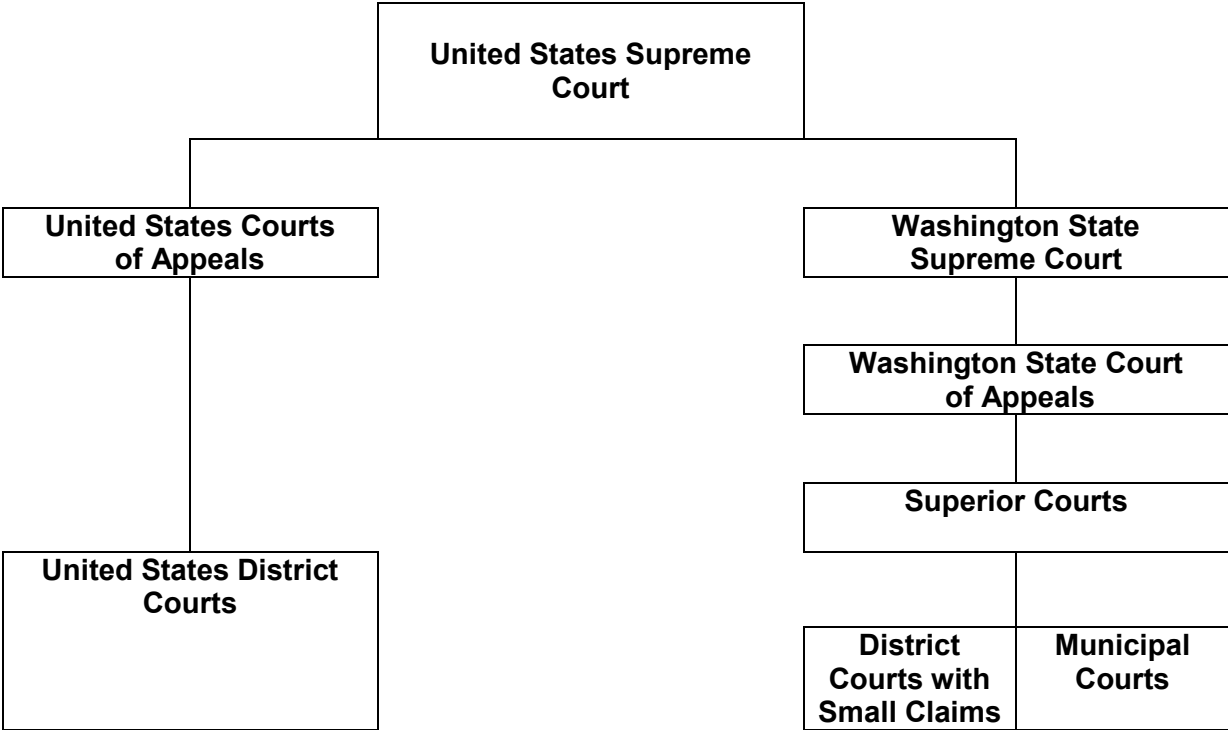 United States Supreme
Court
United States Courts
of Appeals
Washington State
Supreme Court
Washington State Court
of Appeals
Superior Courts
United States District
Courts
District
Courts with
Small Claims
Municipal
Courts